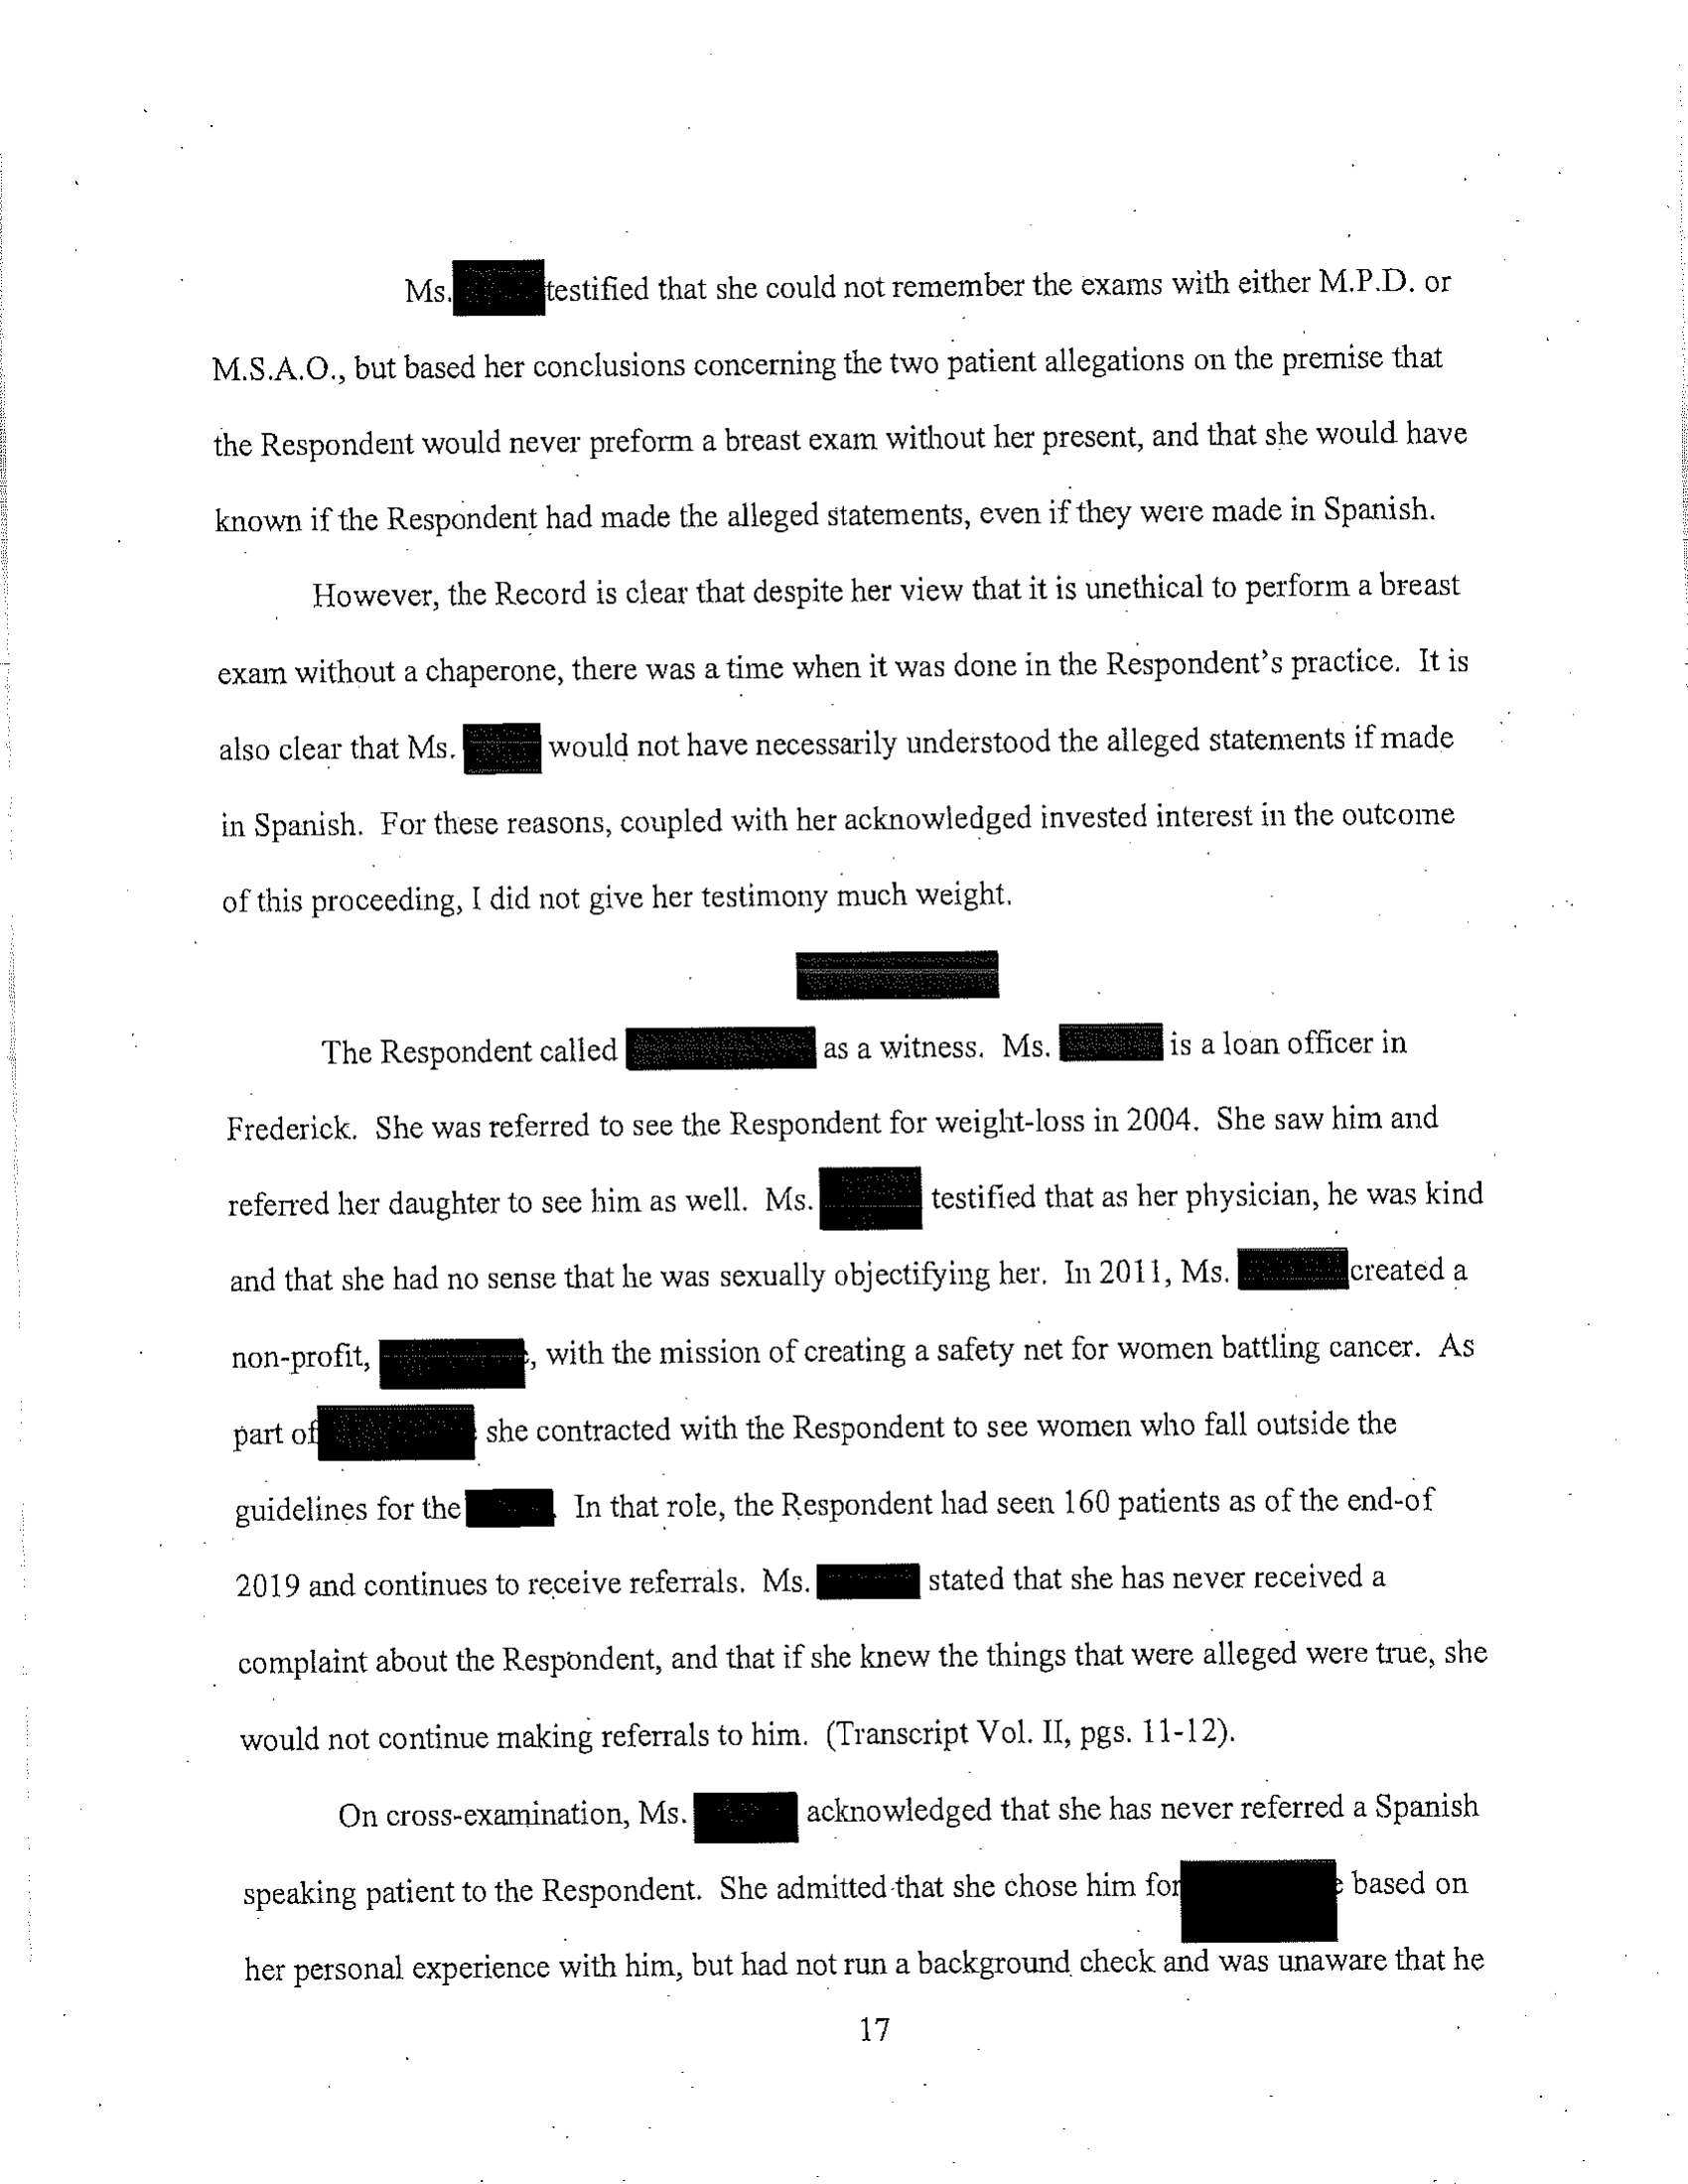 Ms. testified that she could not remember the exams with either M.P.D. or
M.S.A.O., but based her conclusions concerning the two patient allegations on the premise that
the Respondent would never preform a breast exam without her present, and that she would have
known if the Respondent had made the alleged statements, even if they were made in Spanish.
However, the Record is clear that despite her view that it is unethical to perform a breast
exam without a chaperone, there was a time when it was done in the Respondent's practice. It is
also clear that Ms. would not have necessarily understood the alleged statements if made
in Spanish. For these reasons, coupled with her acknowledged invested interest in the outcome
of this proceeding, I did not give her testimony much weight.
The Respondent called as a witness. Ms. is a loan officer in
Frederick. She was referred to see the Respondent for weight-loss in 2004. She saw him and
referred her daughter to see him as well. Ms. testified that as her physician, he was kind
and that she had no sense that he was sexually objectifying her. In 2011, Ms. created a
non-profit, , with the mission of creating a safety net for women battling cancer. As
part of she contracted with the Respondent to see women who fall outside the
guidelines for the . In that role, the Respondent had seen 160 patients as of the end-of
2019 and continues to receive referrals. Ms. stated that she has never received a
complaint about the Respondent, and that if she knew the things that were alleged were true, she
would not continue making referrals to him. (Transcript Vol. II, pgs. 11-12).
On cross-examination, Ms. acknowledged that she has never referred a Spanish
speaking patient to the Respondent. She admitted that she chose him for based on
her personal experience with him, but had not run a background check and was unaware that he
17